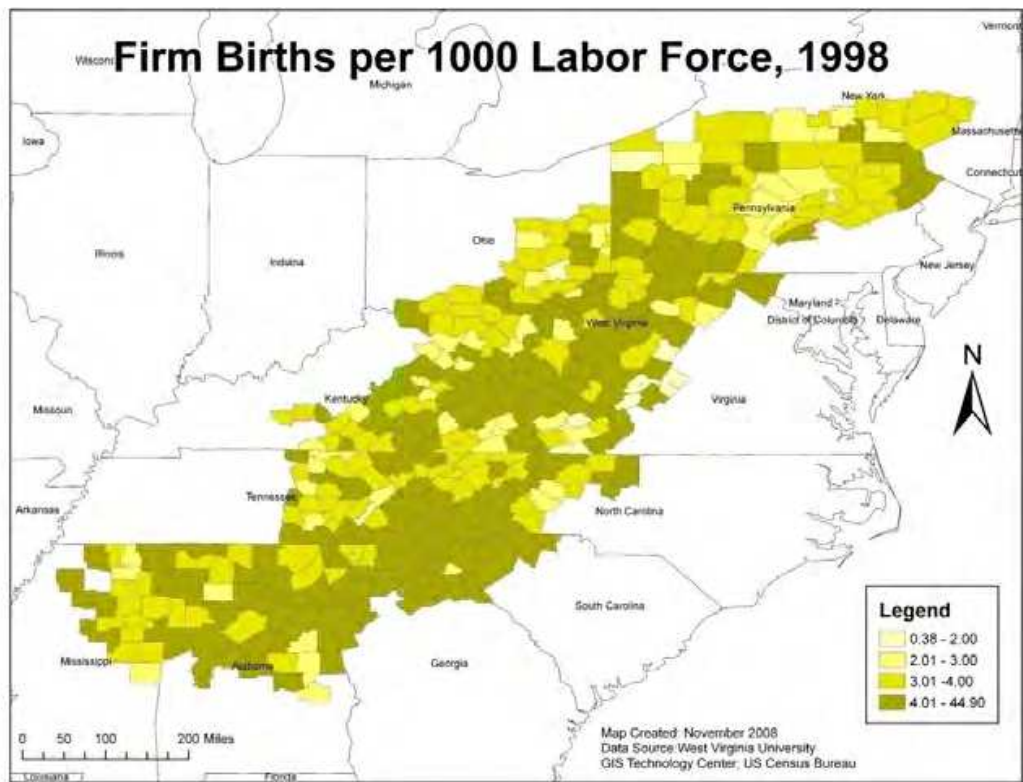 Firm Births per 1000 Labor Force, 1998
Wisconsi
Vermont
Michigan
New York
Iowa
Massachusetts
Connecticut
Pennsylvania
Ohio
Illinois
Indiana
New Jersey
Maryland
District of Columbia
Delaware
West Virginia
N
Kentucky
Virginia
Missouri
Tennessee
Arkansas
North Carolina
South Carolina
Mississippi
Alabama
Georgia
Legend
0.38 - 2.00
2.01 - 3.00
3.01 -4.00
4.01 - 44.90
0 50 100 200 Miles
Map Created: November 2008
Data Source:West Virginia University
GIS Technology Center; US Census Bureau
Louisiana
Florida